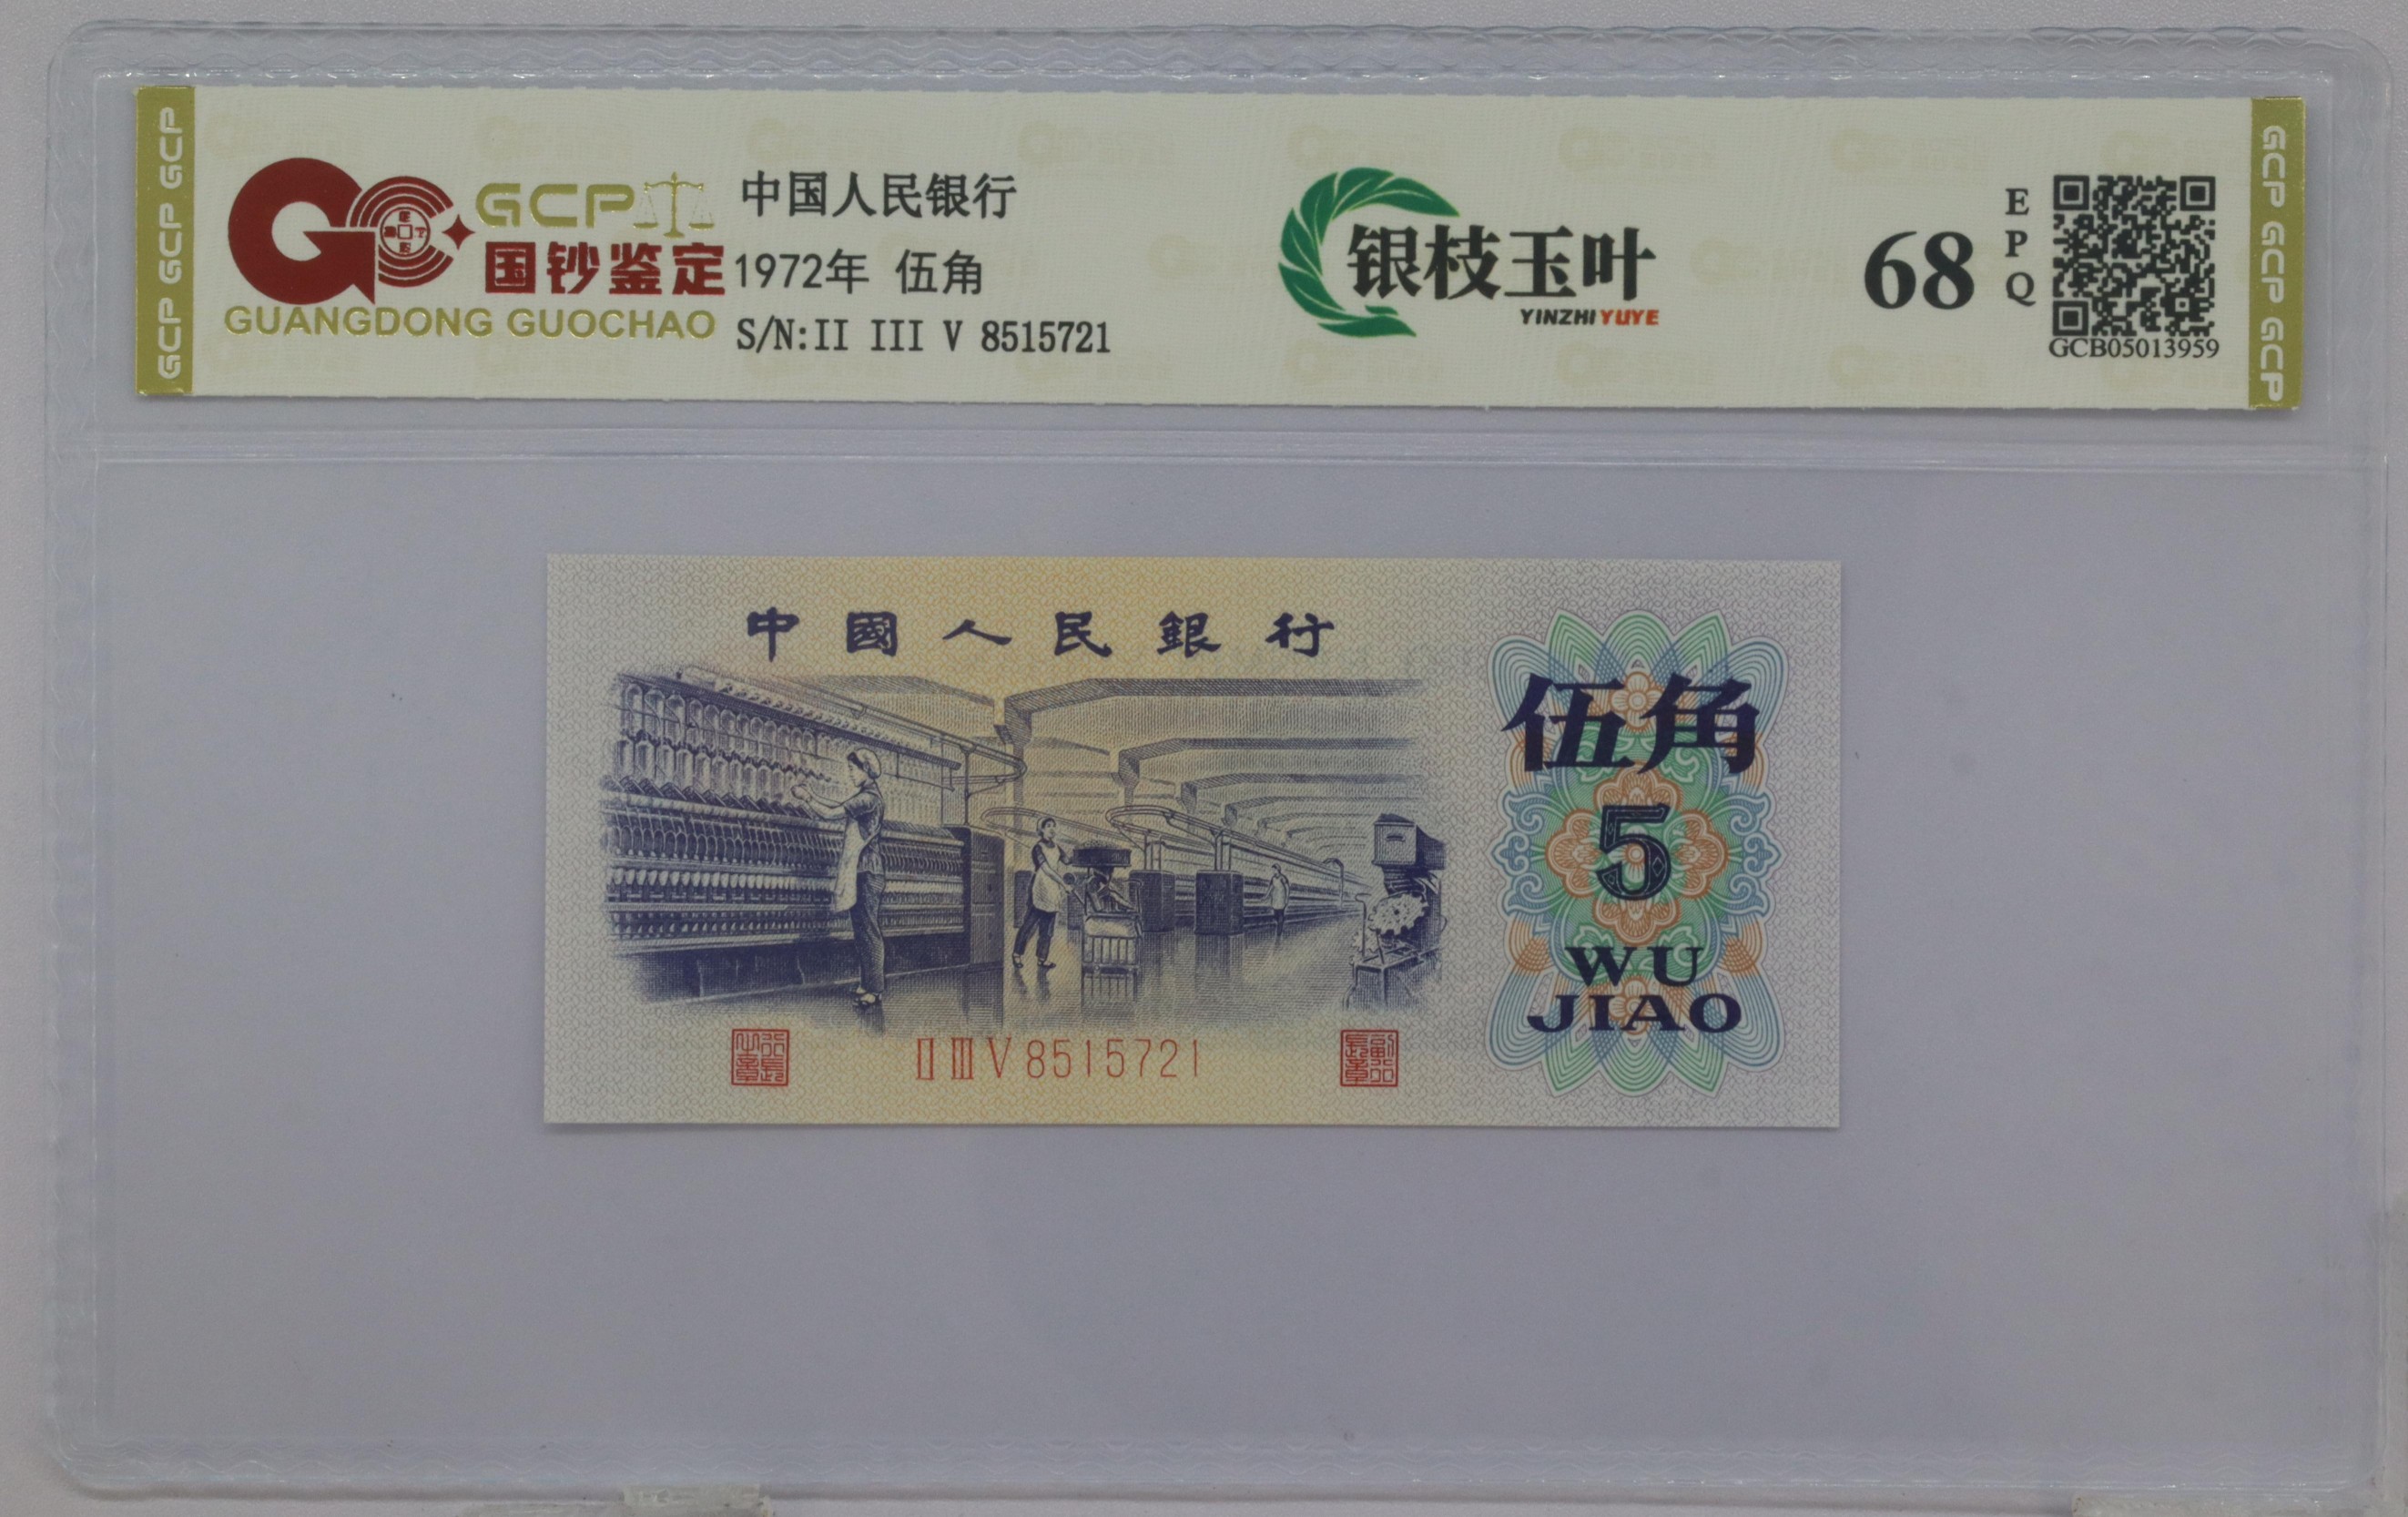 GCP GCP GCP
GCP
国钞鉴定
GUANGDONG GUOCHAO
中国人民银行
1972年 伍角
S/N:II III V 8515721
银枝玉叶
YINZHI YUYE
68
EPQ
GCB05013959
GCP GCP GCP
中國人民銀行
伍角
5
WU
JIAO
II III V 8515721